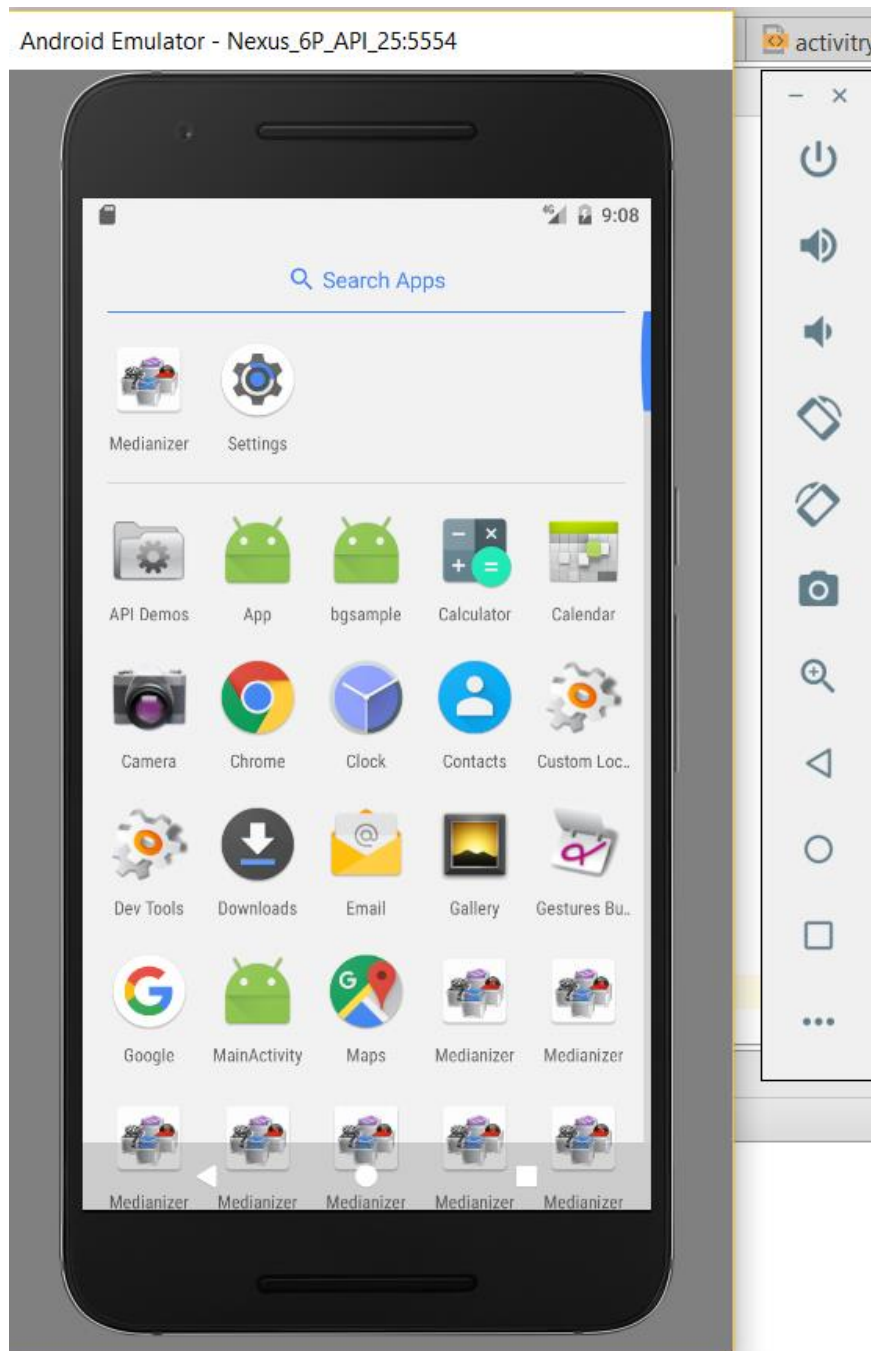 Android Emulator - Nexus_6P_API_25:5554
activitry
4G 9:08
Search Apps
Medianizer Settings
API Demos App bgsample Calculator Calendar
Camera Chrome Clock Contacts Custom Loc..
Dev Tools Downloads Email Gallery Gestures Bu..
Google MainActivity Maps Medianizer Medianizer
Medianizer Medianizer Medianizer Medianizer Medianizer